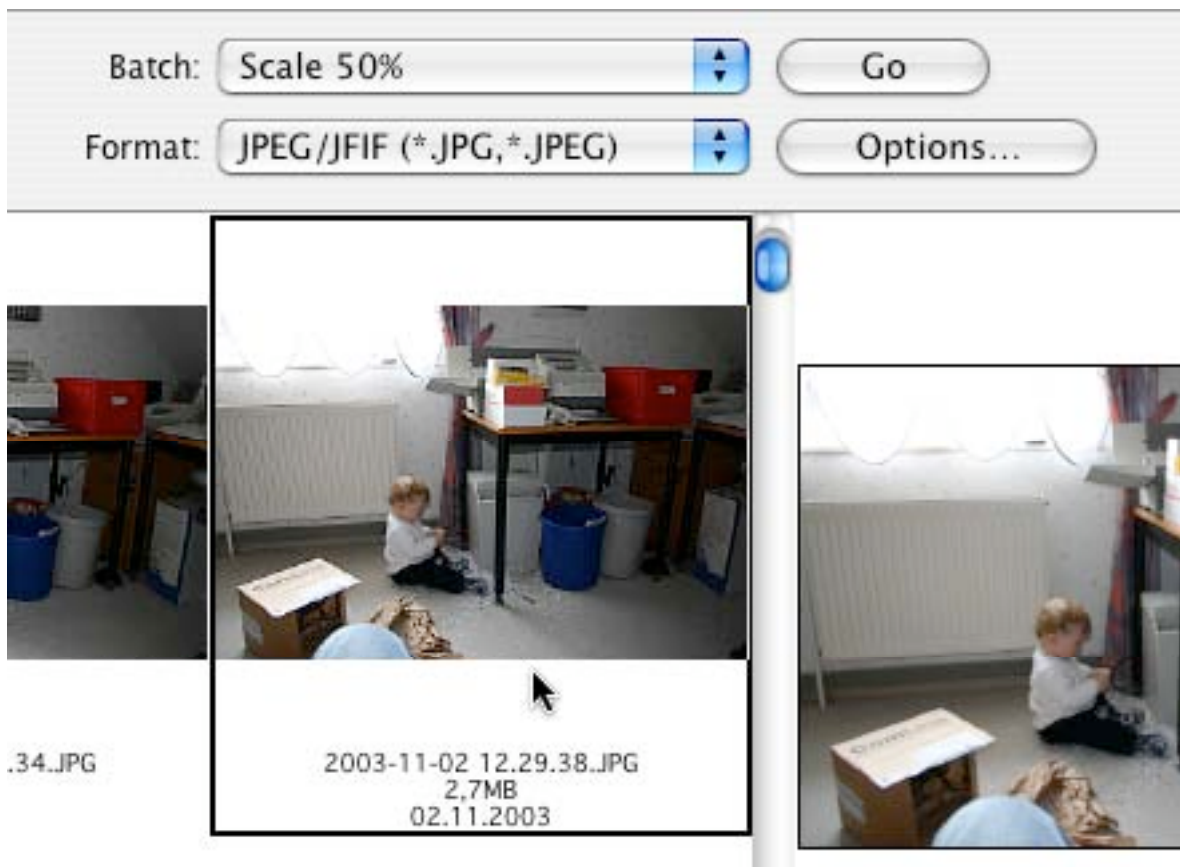 Batch: Scale 50% Go
Format: JPEG/JFIF (*.JPG,*.JPEG) Options...
.34.JPG
2003-11-02 12.29.38.JPG
2,7MB
02.11.2003